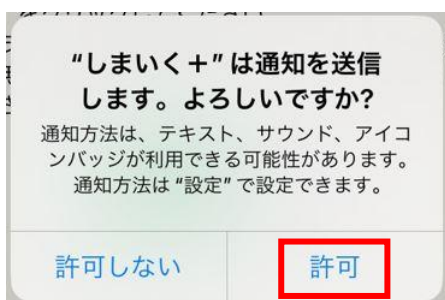 “しまいく＋”は通知を送信
します。よろしいですか?
通知方法は、テキスト、サウンド、アイコ
ンバッジが利用できる可能性があります。
通知方法は“設定”で設定できます。
許可しない
許可